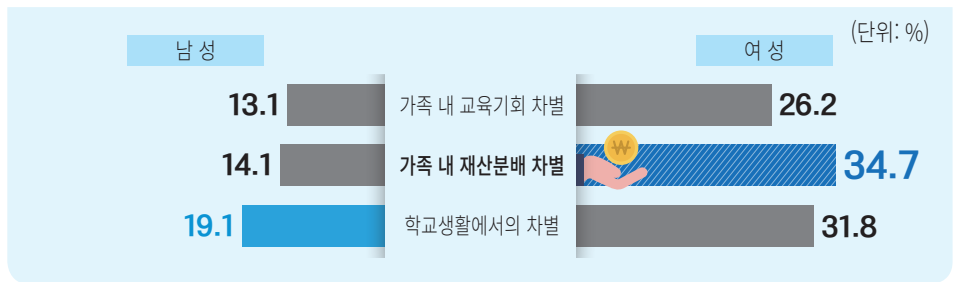 (단위: %)
남 성
여 성
13.1 가족 내 교육기회 차별 26.2
14.1 가족 내 재산분배 차별 34.7
19.1 학교생활에서의 차별 31.8